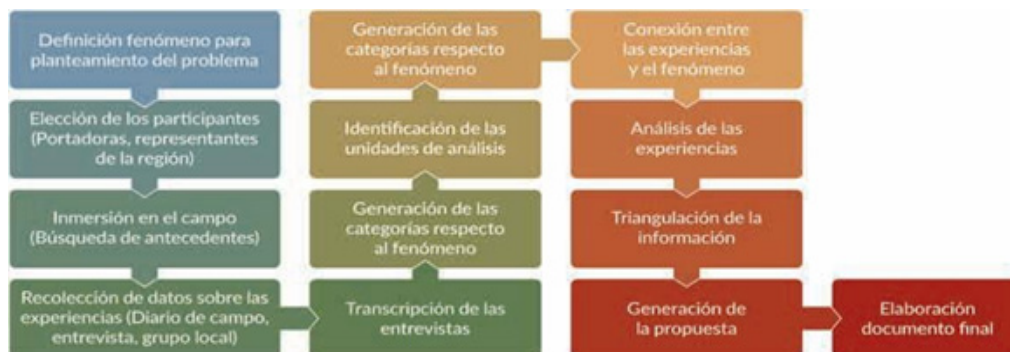 Definición fenómeno para
planteamiento del problema
Elección de los participantes
(Portadoras, representantes
de la región)
Inmersión en el campo
(Búsqueda de antecedentes)
Recolección de datos sobre las
experiencias (Diario de campo,
entrevista, grupo local)
Transcripción de las
entrevistas
Generación de las
categorías respecto
al fenómeno
Identificación de las
unidades de análisis
Generación de las
categorías respecto
al fenómeno
Conexión entre
las experiencias
y el fenómeno
Análisis de las
experiencias
Triangulación de la
información
Generación de
la propuesta
Elaboración
documento final